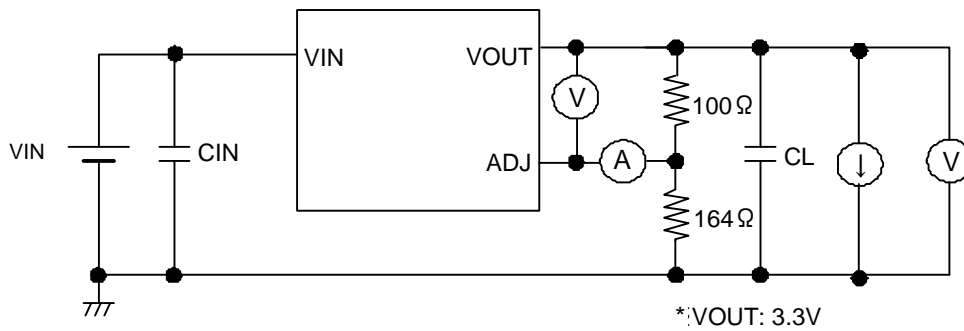 VIN
VOUT
V
100Ω
VIN
CIN
ADJ
A
CL
↓
V
164Ω
*VOUT: 3.3V